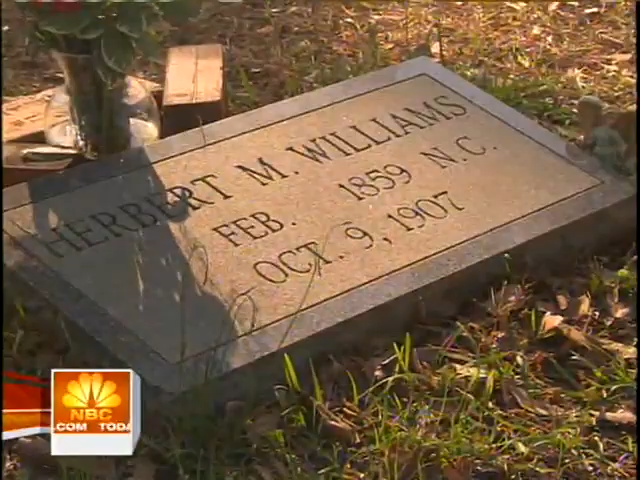 HERBERT M. WILLIAMS
FEB. 1859 N.C.
OCT. 9, 1907
NBC
.COM TODA